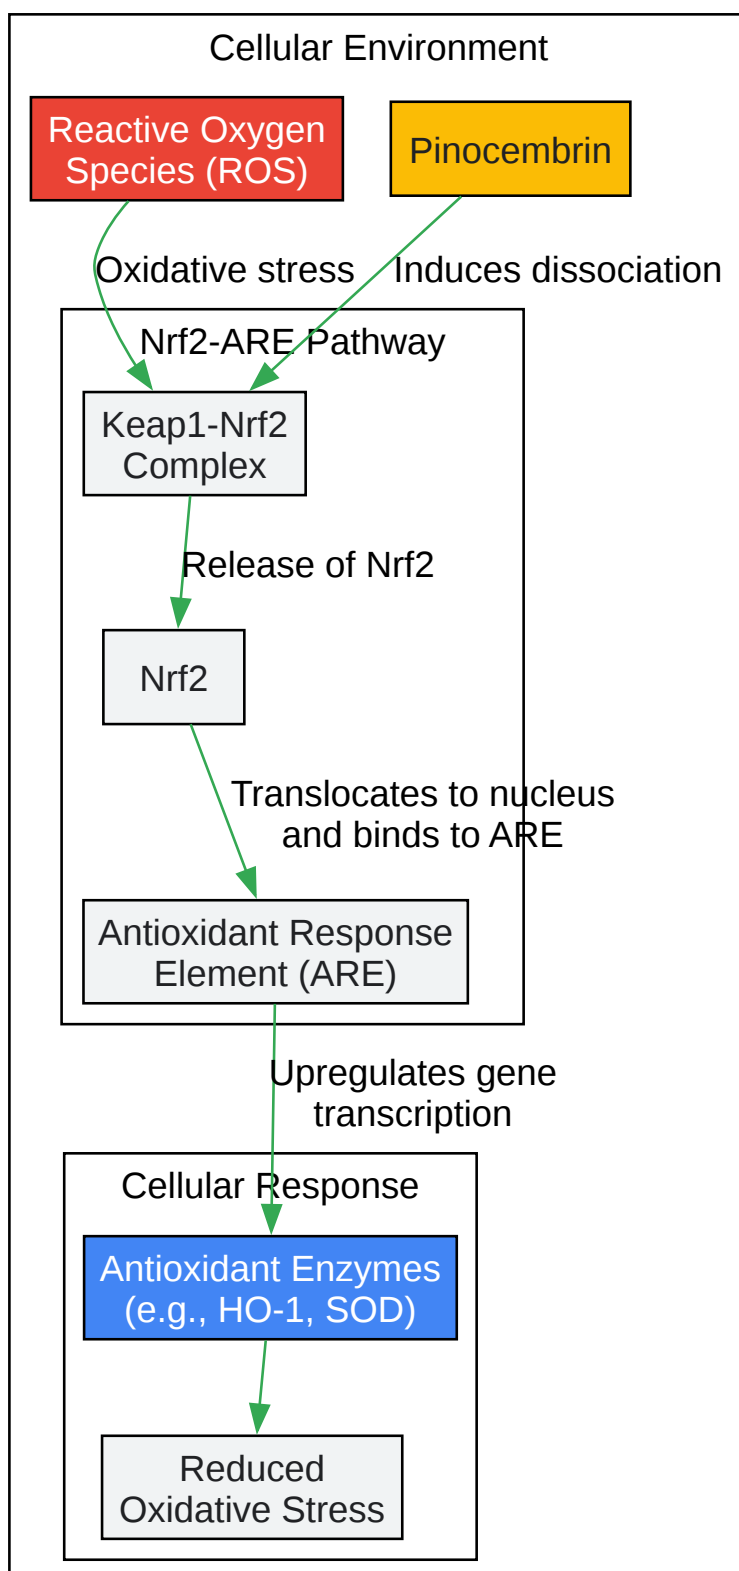 Cellular Environment
Reactive Oxygen
Species (ROS)
Pinocembrin
Oxidative stress
Induces dissociation
Nrf2-ARE Pathway
Keap1-Nrf2
Complex
Release of Nrf2
Nrf2
Translocates to nucleus
and binds to ARE
Antioxidant Response
Element (ARE)
Upregulates gene
transcription
Cellular Response
Antioxidant Enzymes
(e.g., HO-1, SOD)
Reduced
Oxidative Stress